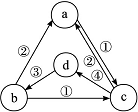 a
②
①
d
②
③
④
b
①
c